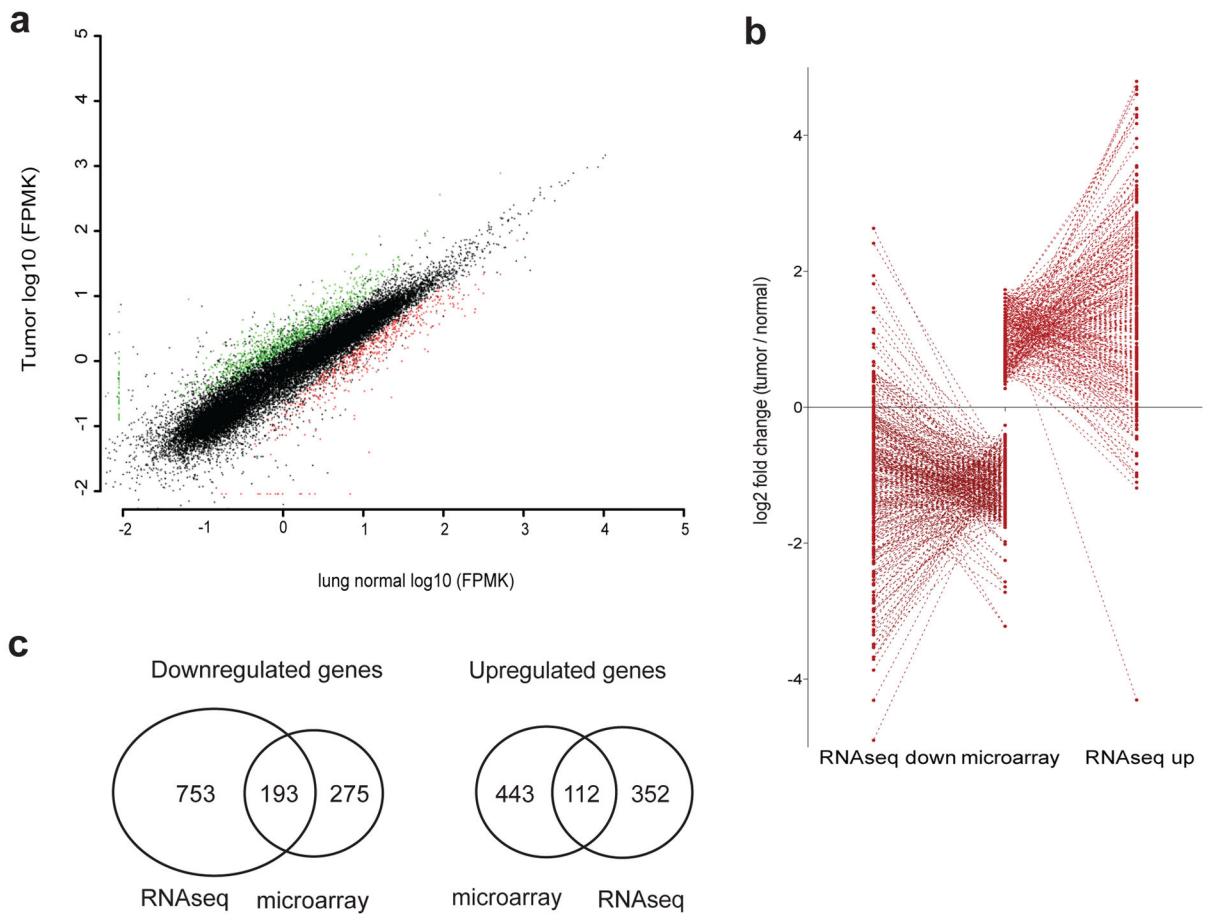 a
5
4
3
2
1
0
-1
-2
Tumor log10 (FPMK)
-2 -1 0 1 2 3 4 5
lung normal log10 (FPMK)
b
4
2
0
-2
-4
log2 fold change (tumor / normal)
RNAseq down microarray RNAseq up
c
Downregulated genes
753 193 275
RNAseq microarray
Upregulated genes
443 112 352
microarray RNAseq